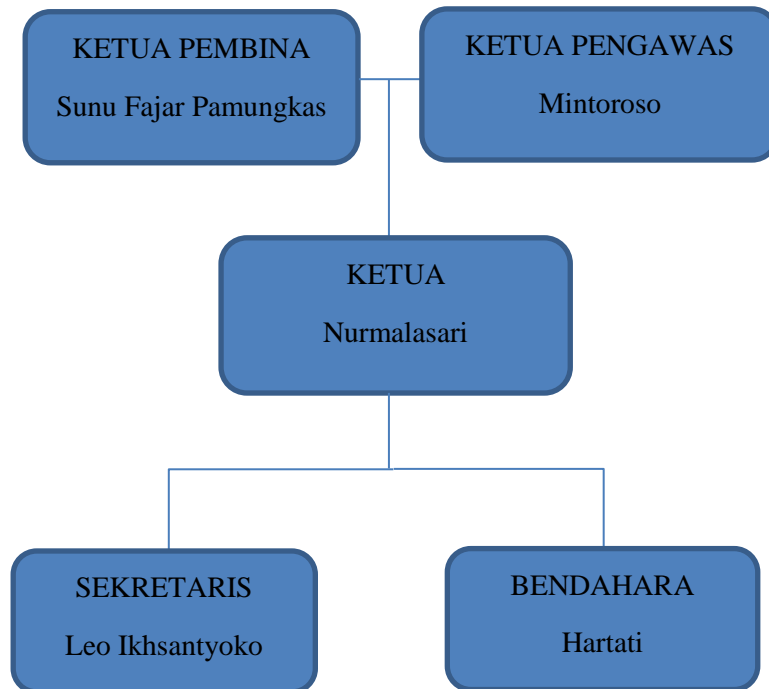 KETUA PEMBINA
Sunu Fajar Pamungkas
KETUA PENGAWAS
Mintoroso
KETUA
Nurmalasari
SEKRETARIS
Leo Ikhsantyoko
BENDAHARA
Hartati